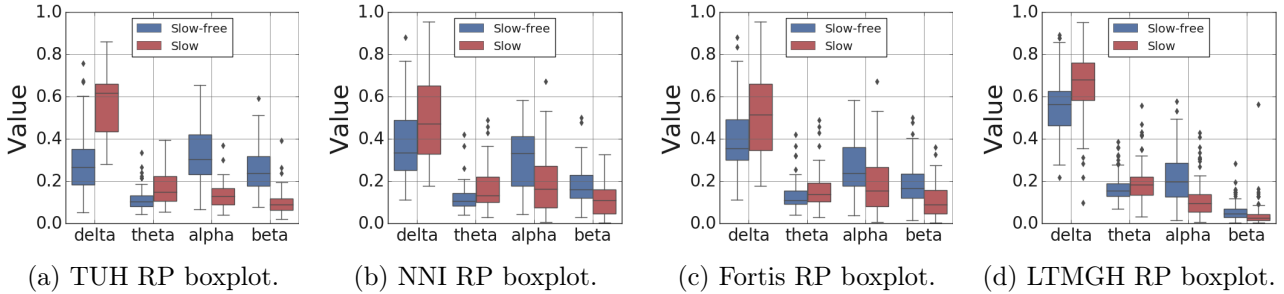 1.0
0.8
0.6
0.4
0.2
0.0
Value
Slow-free
Slow
delta theta alpha beta
(a) TUH RP boxplot.
1.0
0.8
0.6
0.4
0.2
0.0
Value
Slow-free
Slow
delta theta alpha beta
(b) NNI RP boxplot.
1.0
0.8
0.6
0.4
0.2
0.0
Value
Slow-free
Slow
delta theta alpha beta
(c) Fortis RP boxplot.
1.0
0.8
0.6
0.4
0.2
0.0
Value
Slow-free
Slow
delta theta alpha beta
(d) LTMGH RP boxplot.